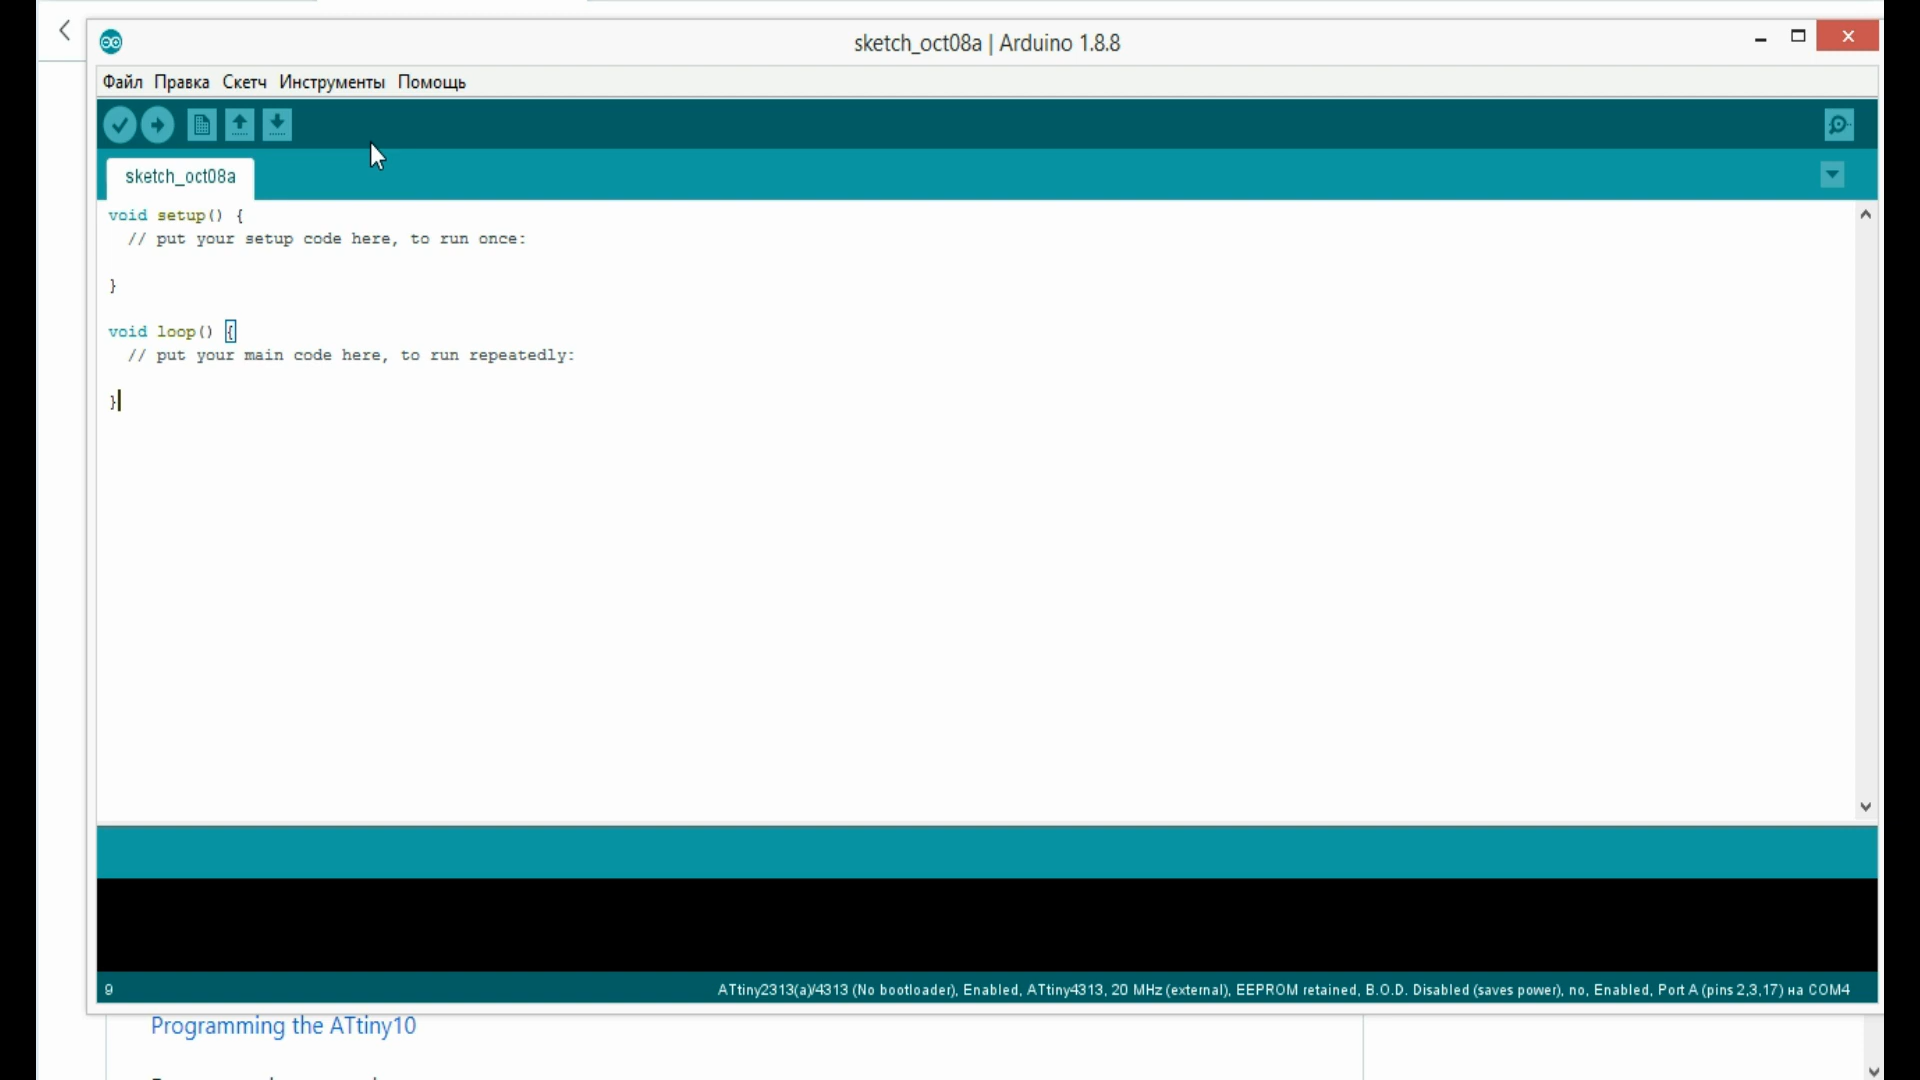 sketch_oct08a | Arduino 1.8.8
Файл Правка Скетч Инструменты Помощь
sketch_oct08a
void setup() {
  // put your setup code here, to run once:
}
void loop() {
  // put your main code here, to run repeatedly:
}
9
ATtiny2313(a)/4313 (No bootloader), Enabled, ATtiny4313, 20 MHz (external), EEPROM retained, B.O.D. Disabled (saves power), no, Enabled, Port A (pins 2,3,17) на COM4
Programming the ATtiny10